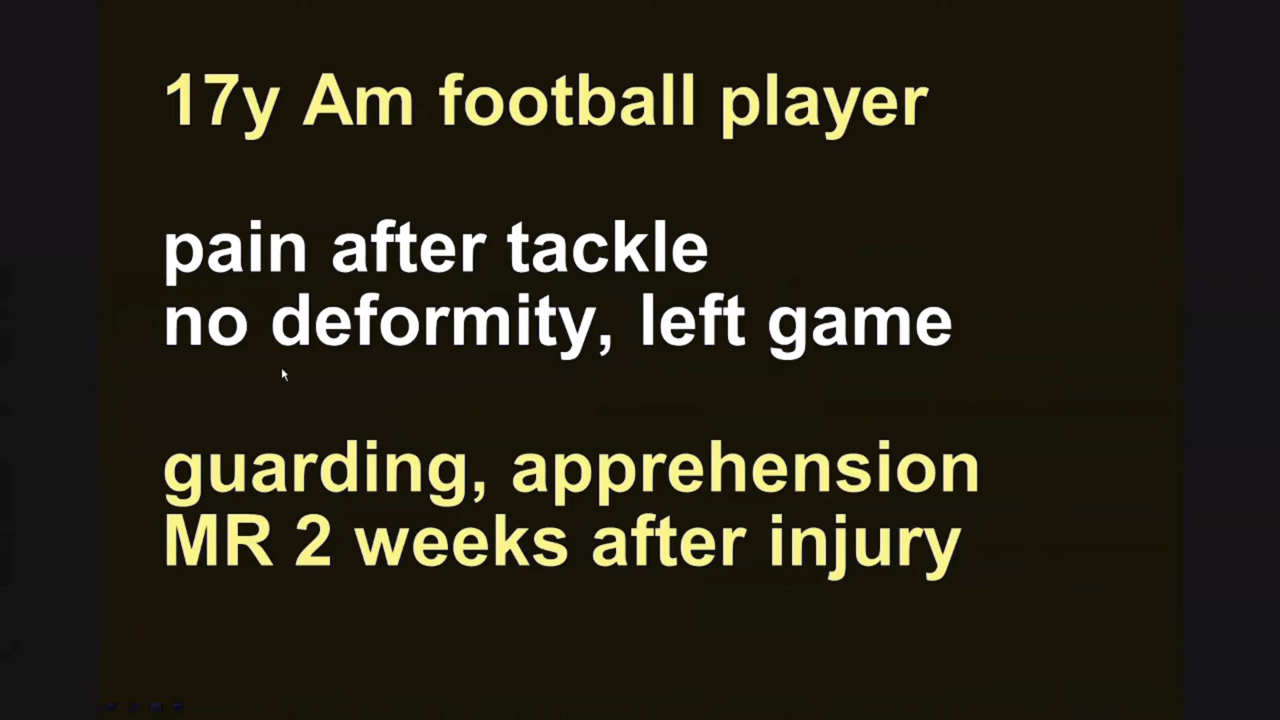 17y Am football player
pain after tackle
no deformity, left game
guarding, apprehension
MR 2 weeks after injury